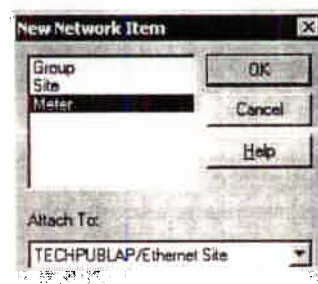 New Network Item
Group
Site
Meter
OK
Cancel
Help
Attach To:
TECHPUBLAP/Ethernet Site